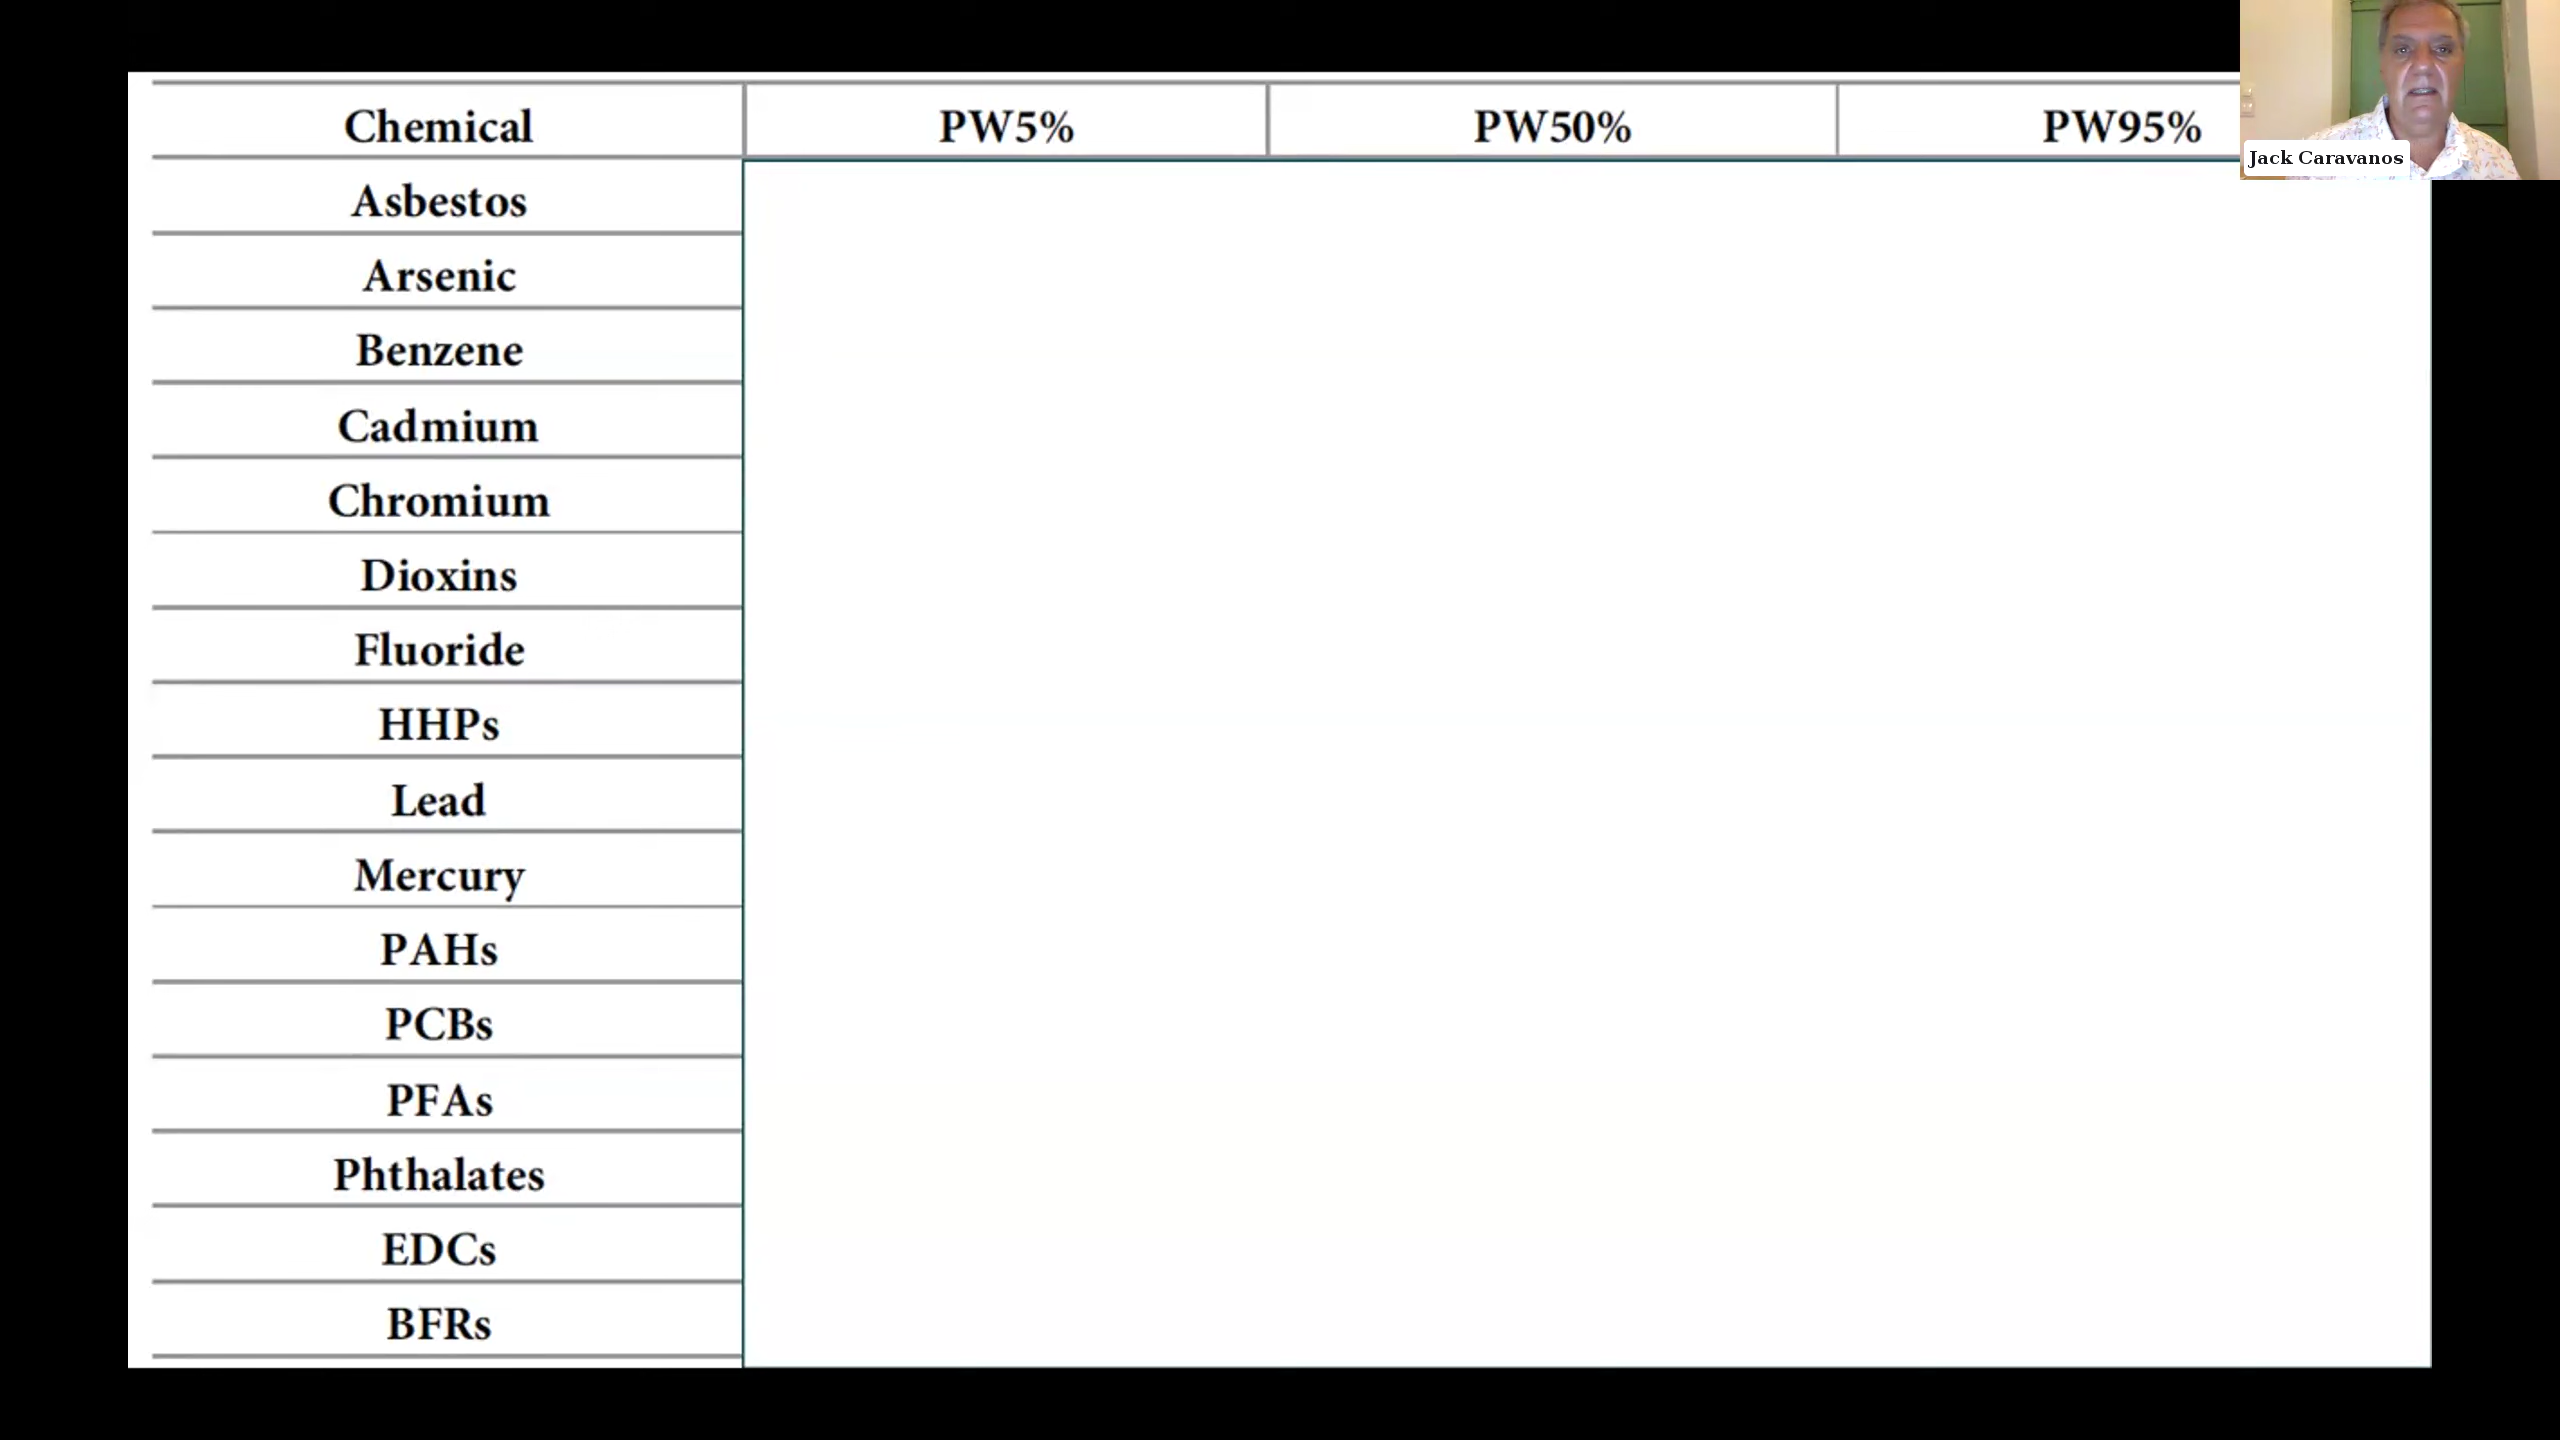 Chemical PW5% PW50% PW95%
Jack Caravanos
Asbestos
Arsenic
Benzene
Cadmium
Chromium
Dioxins
Fluoride
HHPs
Lead
Mercury
PAHs
PCBs
PFAs
Phthalates
EDCs
BFRs